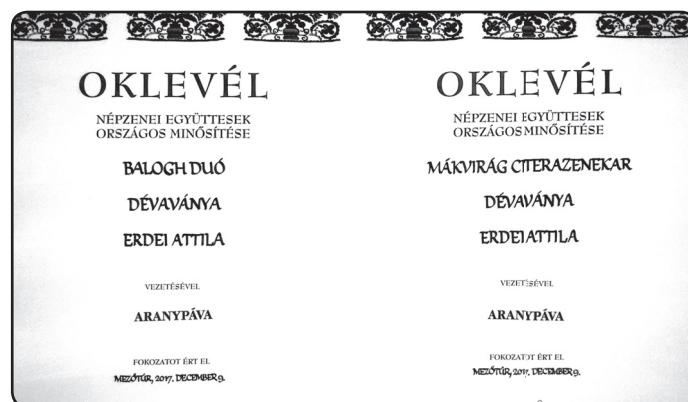 OKLEVÉL
NÉPZENEI EGYÜTTESEK
ORSZÁGOS MINŐSÍTÉSE
BALOGH DUÓ
DÉVAVÁNYA
ERDEI ATTILA
VEZETÉSÉVEL
ARANYPÁVA
FOKOZATOT ÉRT EL
MEZŐTÚR, 2017. DECEMBER 9.
OKLEVÉL
NÉPZENEI EGYÜTTESEK
ORSZÁGOS MINŐSÍTÉSE
MÁKVIRÁG CITERAZENEKAR
DÉVAVÁNYA
ERDEI ATTILA
VEZETÉSÉVEL
ARANYPÁVA
FOKOZATOT ÉRT EL
MEZŐTÚR, 2017. DECEMBER 9.